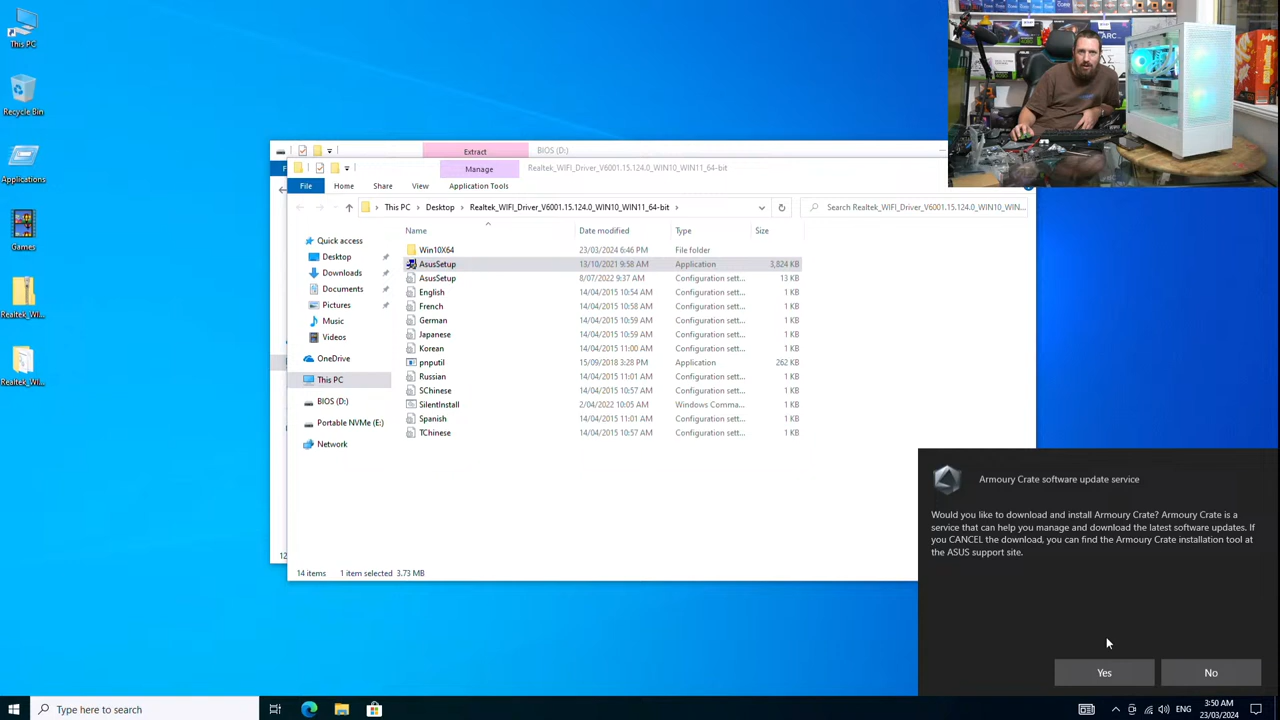 This PC
Recycle Bin
Applications
Games
Realtek_WI...
Realtek_WI...
Extract
BIOS (D:)
Manage
Realtek_WIFI_Driver_V6001.15.124.0_WIN10_WIN11_64-bit
File
Home
Share
View
Application Tools
This PC > Desktop > Realtek_WIFI_Driver_V6001.15.124.0_WIN10_WIN11_64-bit >
Search Realtek_WIFI_Driver_V6001.15.124.0_WIN10_WIN...
Name Date modified Type Size
Quick access
Desktop
Downloads
Documents
Pictures
Music
Videos
OneDrive
This PC
BIOS (D:)
Portable NVMe (E:)
Network
Win10X64 23/03/2024 6:46 PM File folder
AsusSetup 13/10/2021 9:58 AM Application 3,824 KB
AsusSetup 8/07/2022 9:37 AM Configuration sett... 13 KB
English 14/04/2015 10:54 AM Configuration sett... 1 KB
French 14/04/2015 10:58 AM Configuration sett... 1 KB
German 14/04/2015 10:59 AM Configuration sett... 1 KB
Japanese 14/04/2015 10:59 AM Configuration sett... 1 KB
Korean 14/04/2015 11:00 AM Configuration sett... 1 KB
pnputil 15/09/2018 3:28 PM Application 262 KB
Russian 14/04/2015 11:01 AM Configuration sett... 1 KB
SChinese 14/04/2015 10:57 AM Configuration sett... 1 KB
SilentInstall 2/04/2022 10:05 AM Windows Comma... 1 KB
Spanish 14/04/2015 11:01 AM Configuration sett... 1 KB
TChinese 14/04/2015 10:57 AM Configuration sett... 1 KB
12
14 items 1 item selected 3.73 MB
Armoury Crate software update service
Would you like to download and install Armoury Crate? Armoury Crate is a
service that can help you manage and download the latest software updates. If
you CANCEL the download, you can find the Armoury Crate installation tool at
the ASUS support site.
Yes
No
Type here to search
ENG
3:50 AM
23/03/2024
ARC